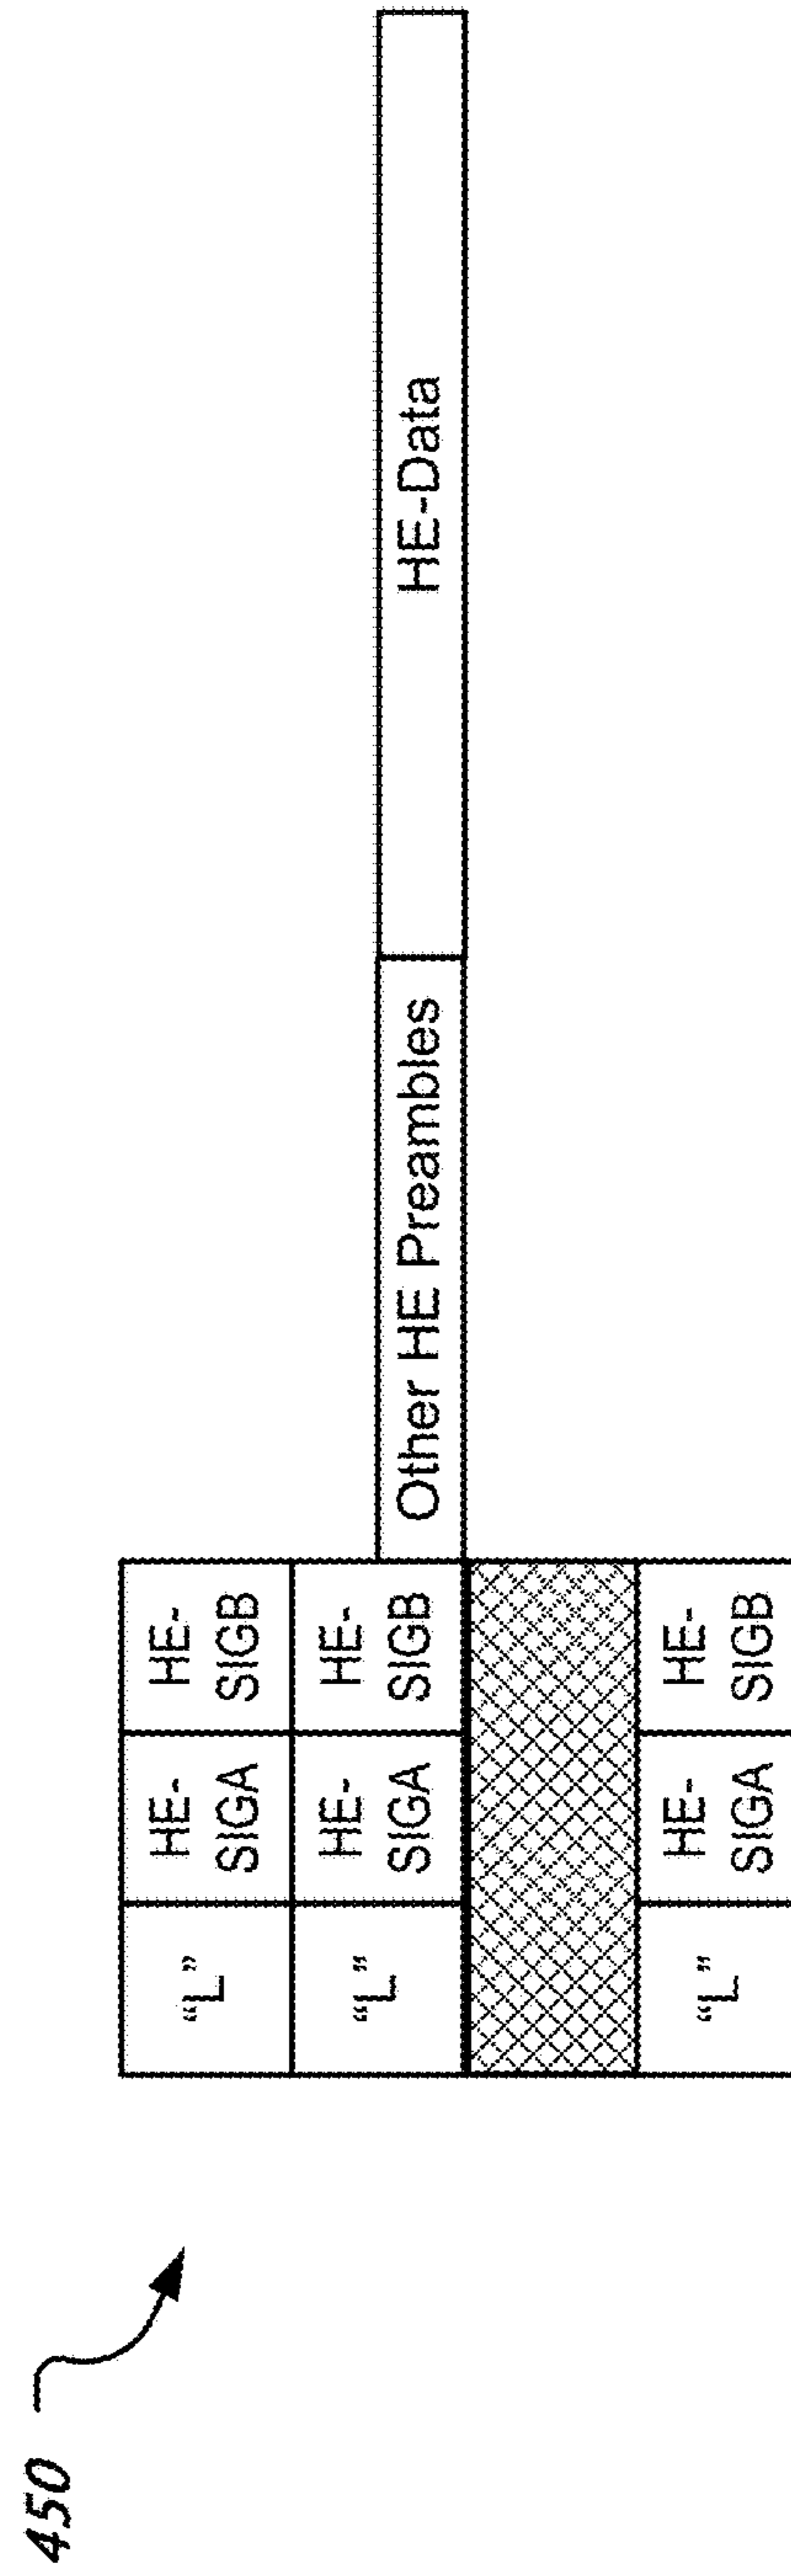 450
"L"
HE-
SIGA
HE-
SIGB
"L"
HE-
SIGA
HE-
SIGB
Other HE Preambles
HE-Data
"L"
HE-
SIGA
HE-
SIGB